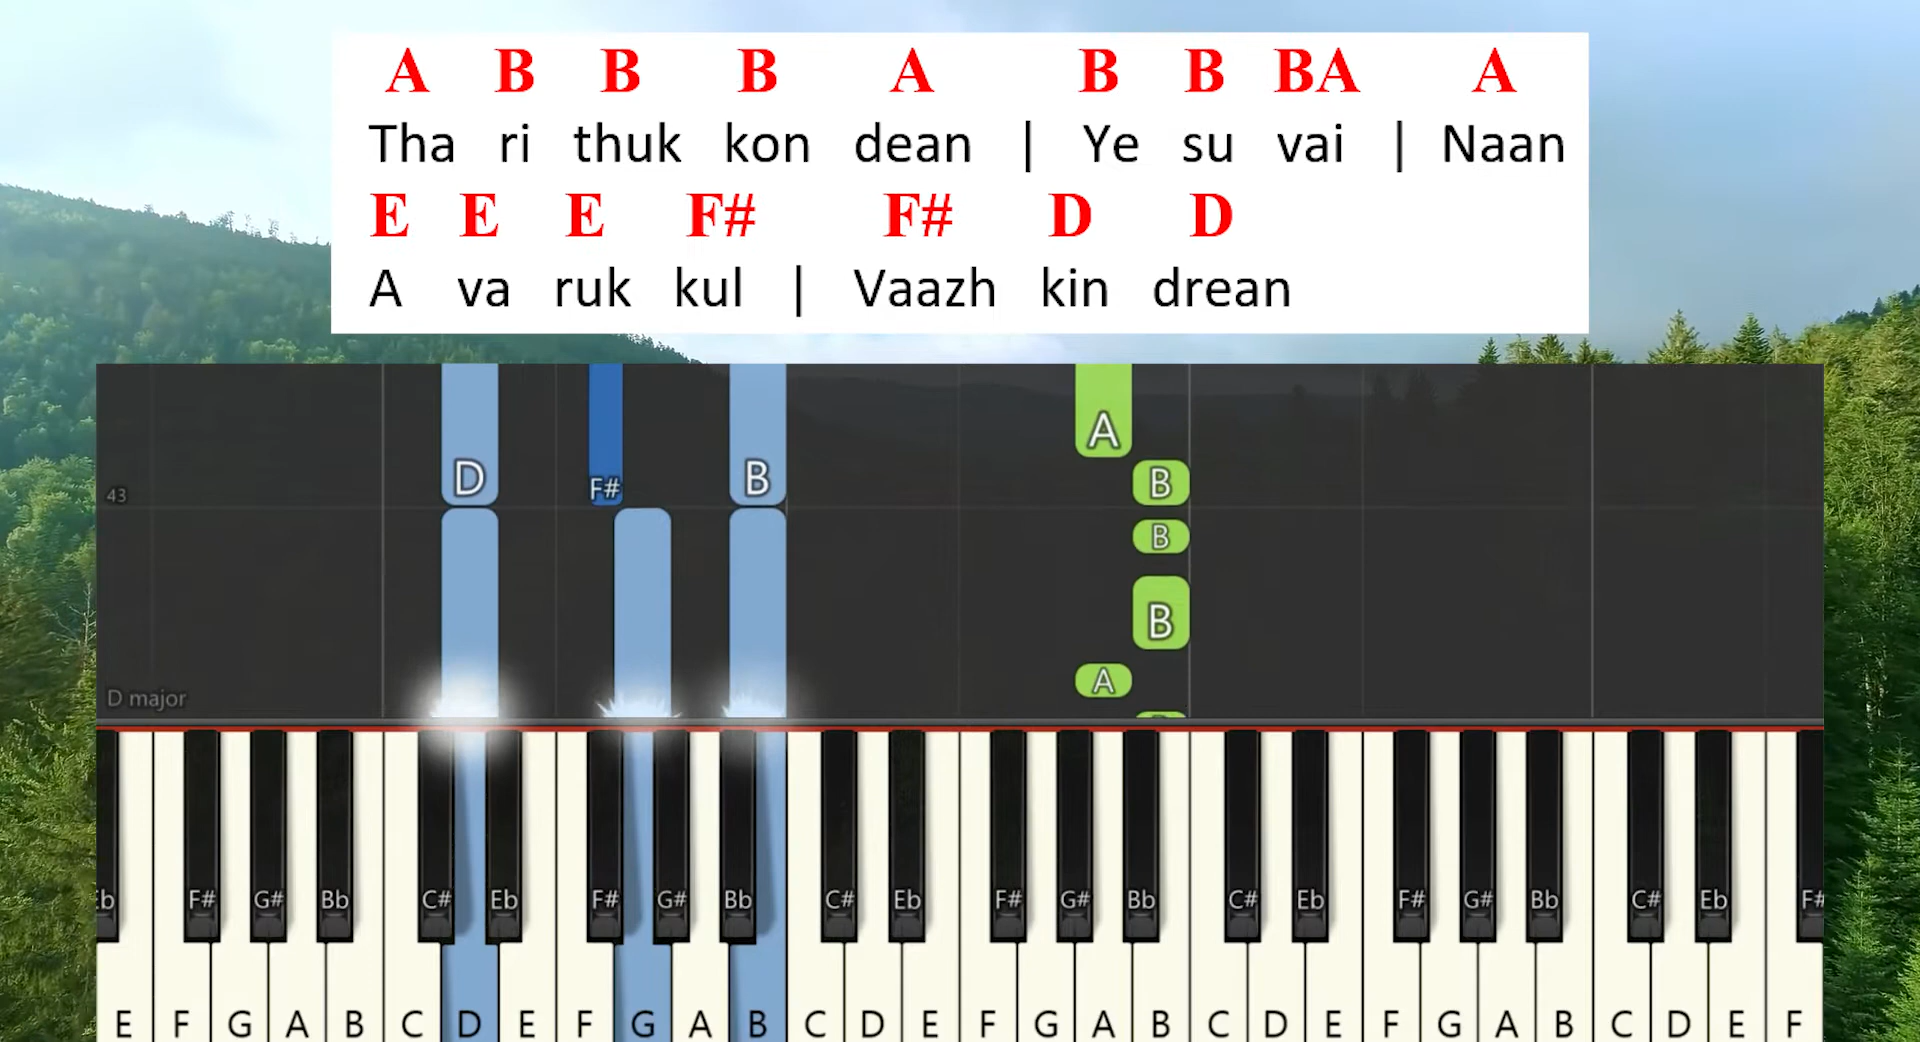 A B B B A B B BA A
Tha ri thuk kon dean | Ye su vai | Naan
E E E F# F# D D
A va ruk kul | Vaazh kin drean
A
D F# B B
43
B
B
A
D major
Eb F# G# Bb C# Eb F# G# Bb C# Eb F# G# Bb C# Eb F# G# Bb C# Eb F#
E F G A B C D E F G A B C D E F G A B C D E F G A B C D E F